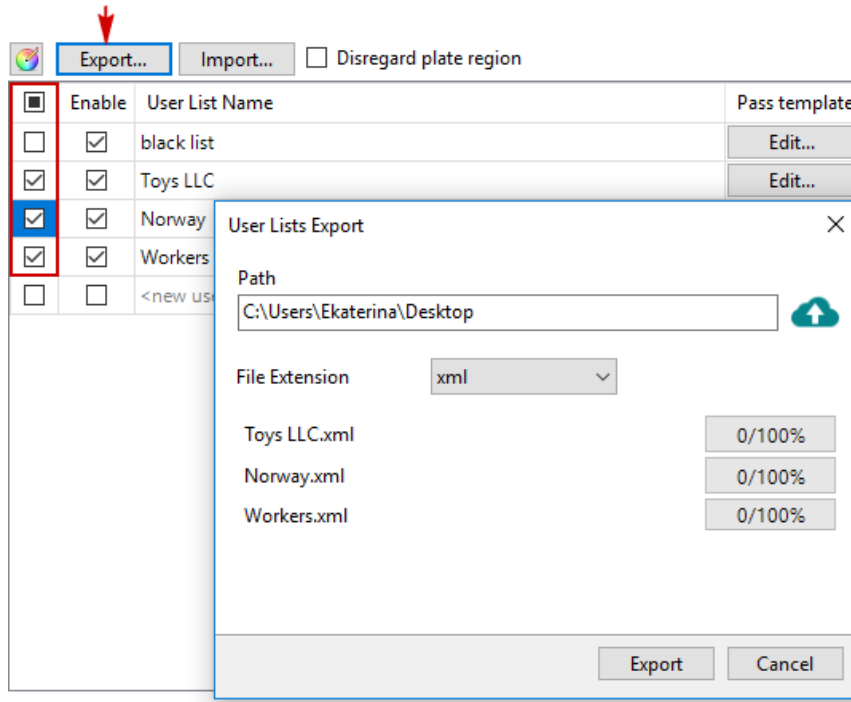 Export... Import... Disregard plate region
Enable User List Name Pass template
black list Edit...
Toys LLC Edit...
Norway
Workers
<new use
User Lists Export
Path
C:\Users\Ekaterina\Desktop
File Extension xml
Toys LLC.xml 0/100%
Norway.xml 0/100%
Workers.xml 0/100%
Export Cancel